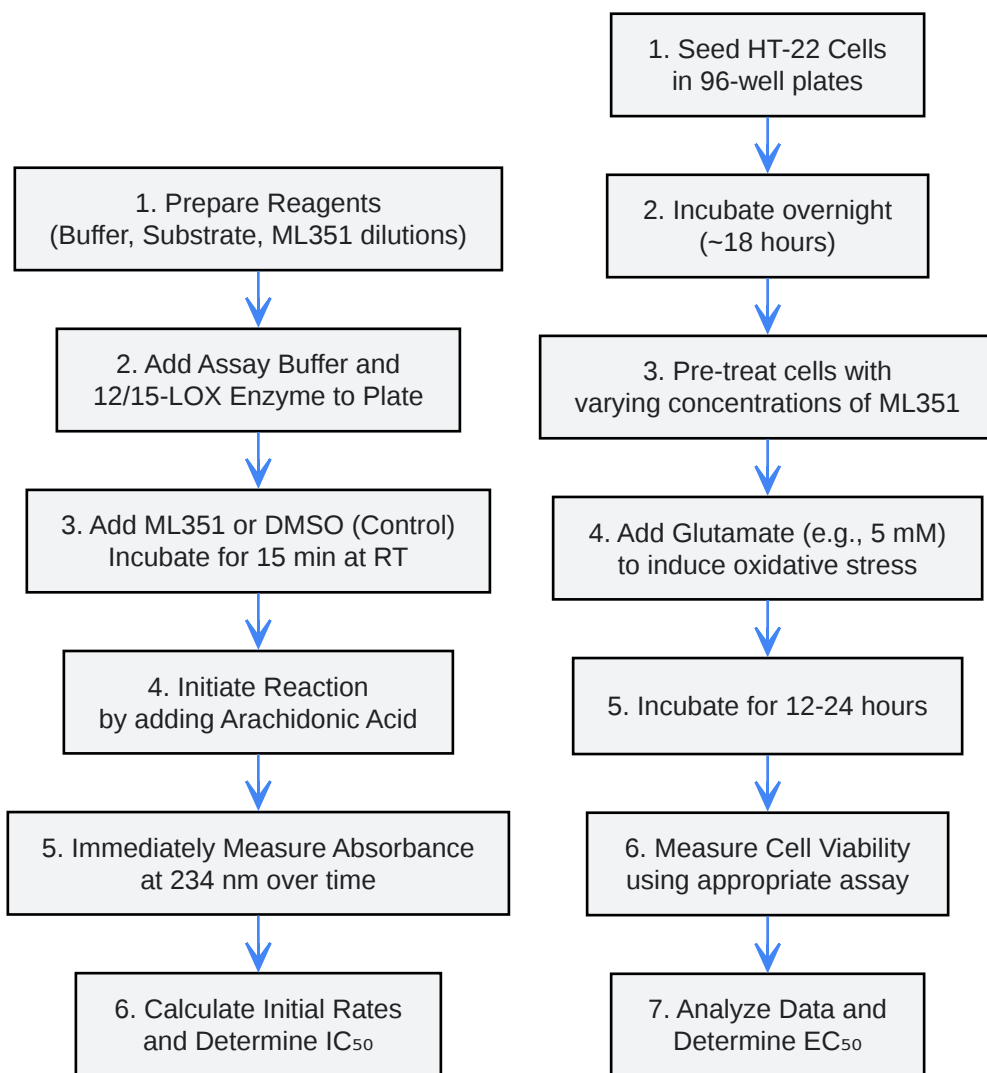 1. Prepare Reagents
(Buffer, Substrate, ML351 dilutions)
2. Add Assay Buffer and
12/15-LOX Enzyme to Plate
3. Add ML351 or DMSO (Control)
Incubate for 15 min at RT
4. Initiate Reaction
by adding Arachidonic Acid
5. Immediately Measure Absorbance
at 234 nm over time
6. Calculate Initial Rates
and Determine IC₅₀
1. Seed HT-22 Cells
in 96-well plates
2. Incubate overnight
(~18 hours)
3. Pre-treat cells with
varying concentrations of ML351
4. Add Glutamate (e.g., 5 mM)
to induce oxidative stress
5. Incubate for 12-24 hours
6. Measure Cell Viability
using appropriate assay
7. Analyze Data and
Determine EC₅₀